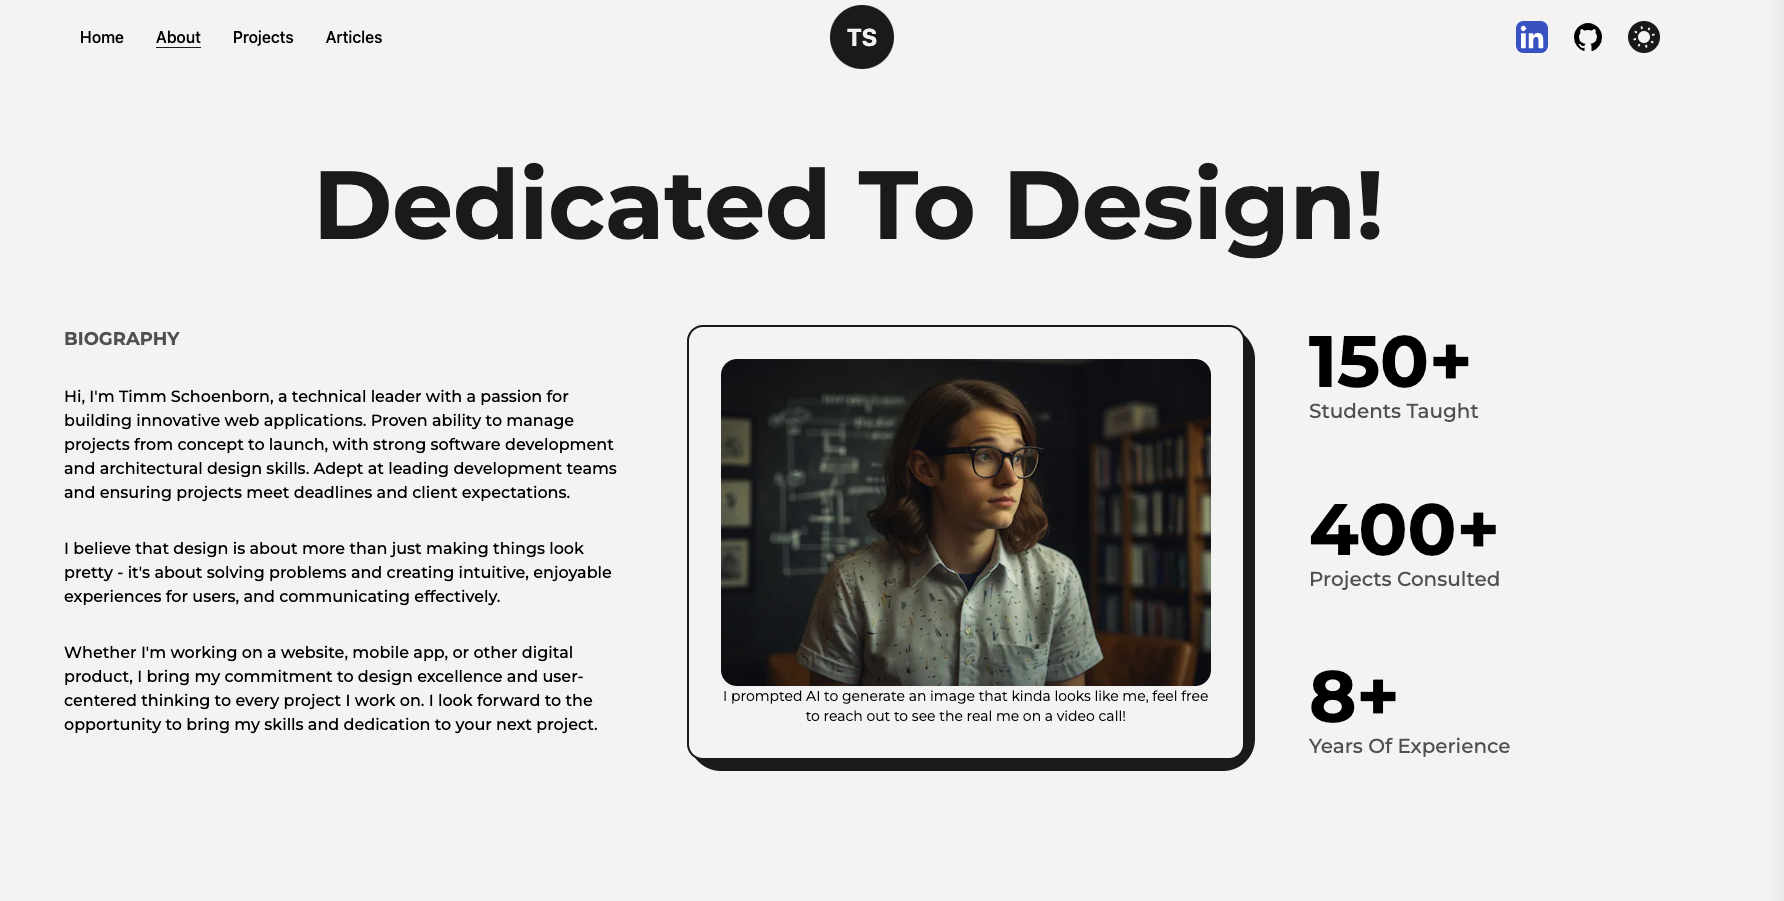 Home About Projects Articles
TS
in
Dedicated To Design!
BIOGRAPHY
Hi, I'm Timm Schoenborn, a technical leader with a passion for
building innovative web applications. Proven ability to manage
projects from concept to launch, with strong software development
and architectural design skills. Adept at leading development teams
and ensuring projects meet deadlines and client expectations.
I believe that design is about more than just making things look
pretty - it's about solving problems and creating intuitive, enjoyable
experiences for users, and communicating effectively.
Whether I'm working on a website, mobile app, or other digital
product, I bring my commitment to design excellence and user-
centered thinking to every project I work on. I look forward to the
opportunity to bring my skills and dedication to your next project.
I prompted AI to generate an image that kinda looks like me, feel free
to reach out to see the real me on a video call!
150+
Students Taught
400+
Projects Consulted
8+
Years Of Experience